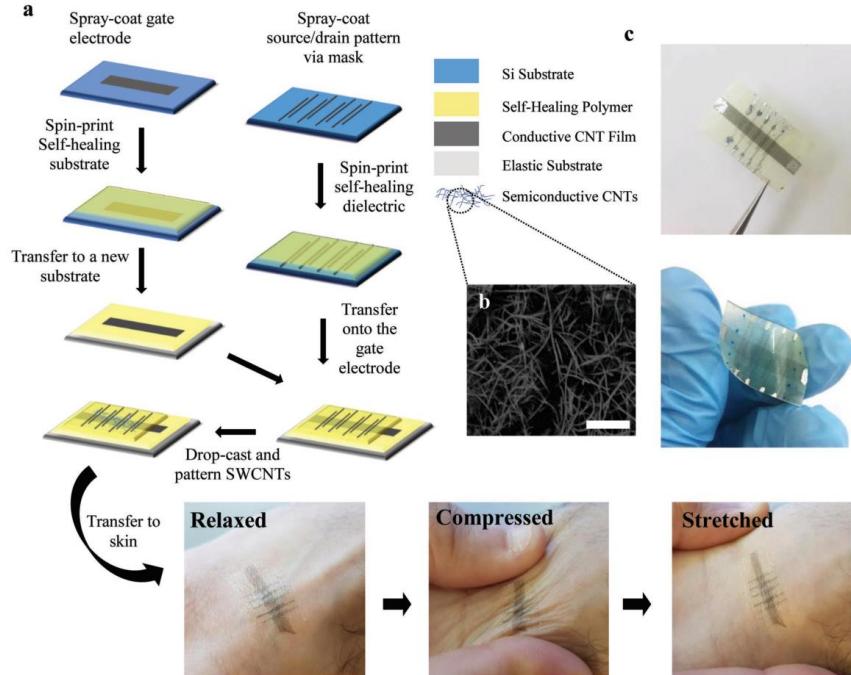 a
Spray-coat gate
electrode
Spin-print
Self-healing
substrate
Transfer to a new
substrate
Spray-coat
source/drain pattern
via mask
Spin-print
self-healing
dielectric
Transfer
onto the
gate
electrode
Drop-cast and
pattern SWCNTs
Transfer to
skin
Si Substrate
Self-Healing Polymer
Conductive CNT Film
Elastic Substrate
Semiconductive CNTs
b
c
Relaxed
Compressed
Stretched